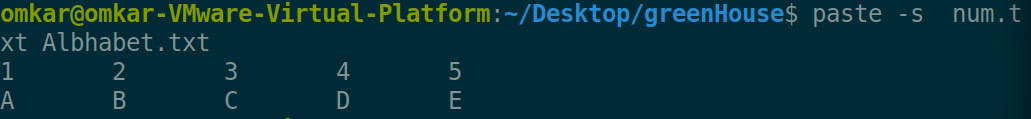 omkar@omkar-VMware-Virtual-Platform:~/Desktop/greenHouse$ paste -s  num.t
xt Albhabet.txt
1       2       3       4       5
A       B       C       D       E